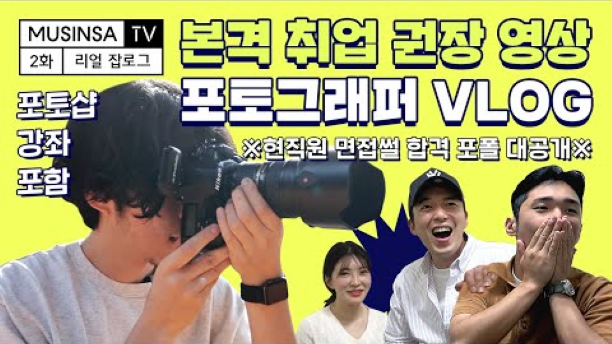 MUSINSA TV
2화 리얼 잡로그
본격 취업 권장 영상
포토그래퍼 VLOG
※현직원 면접썰 합격 포폴 대공개※
포토샵
강좌
포함
Nikon